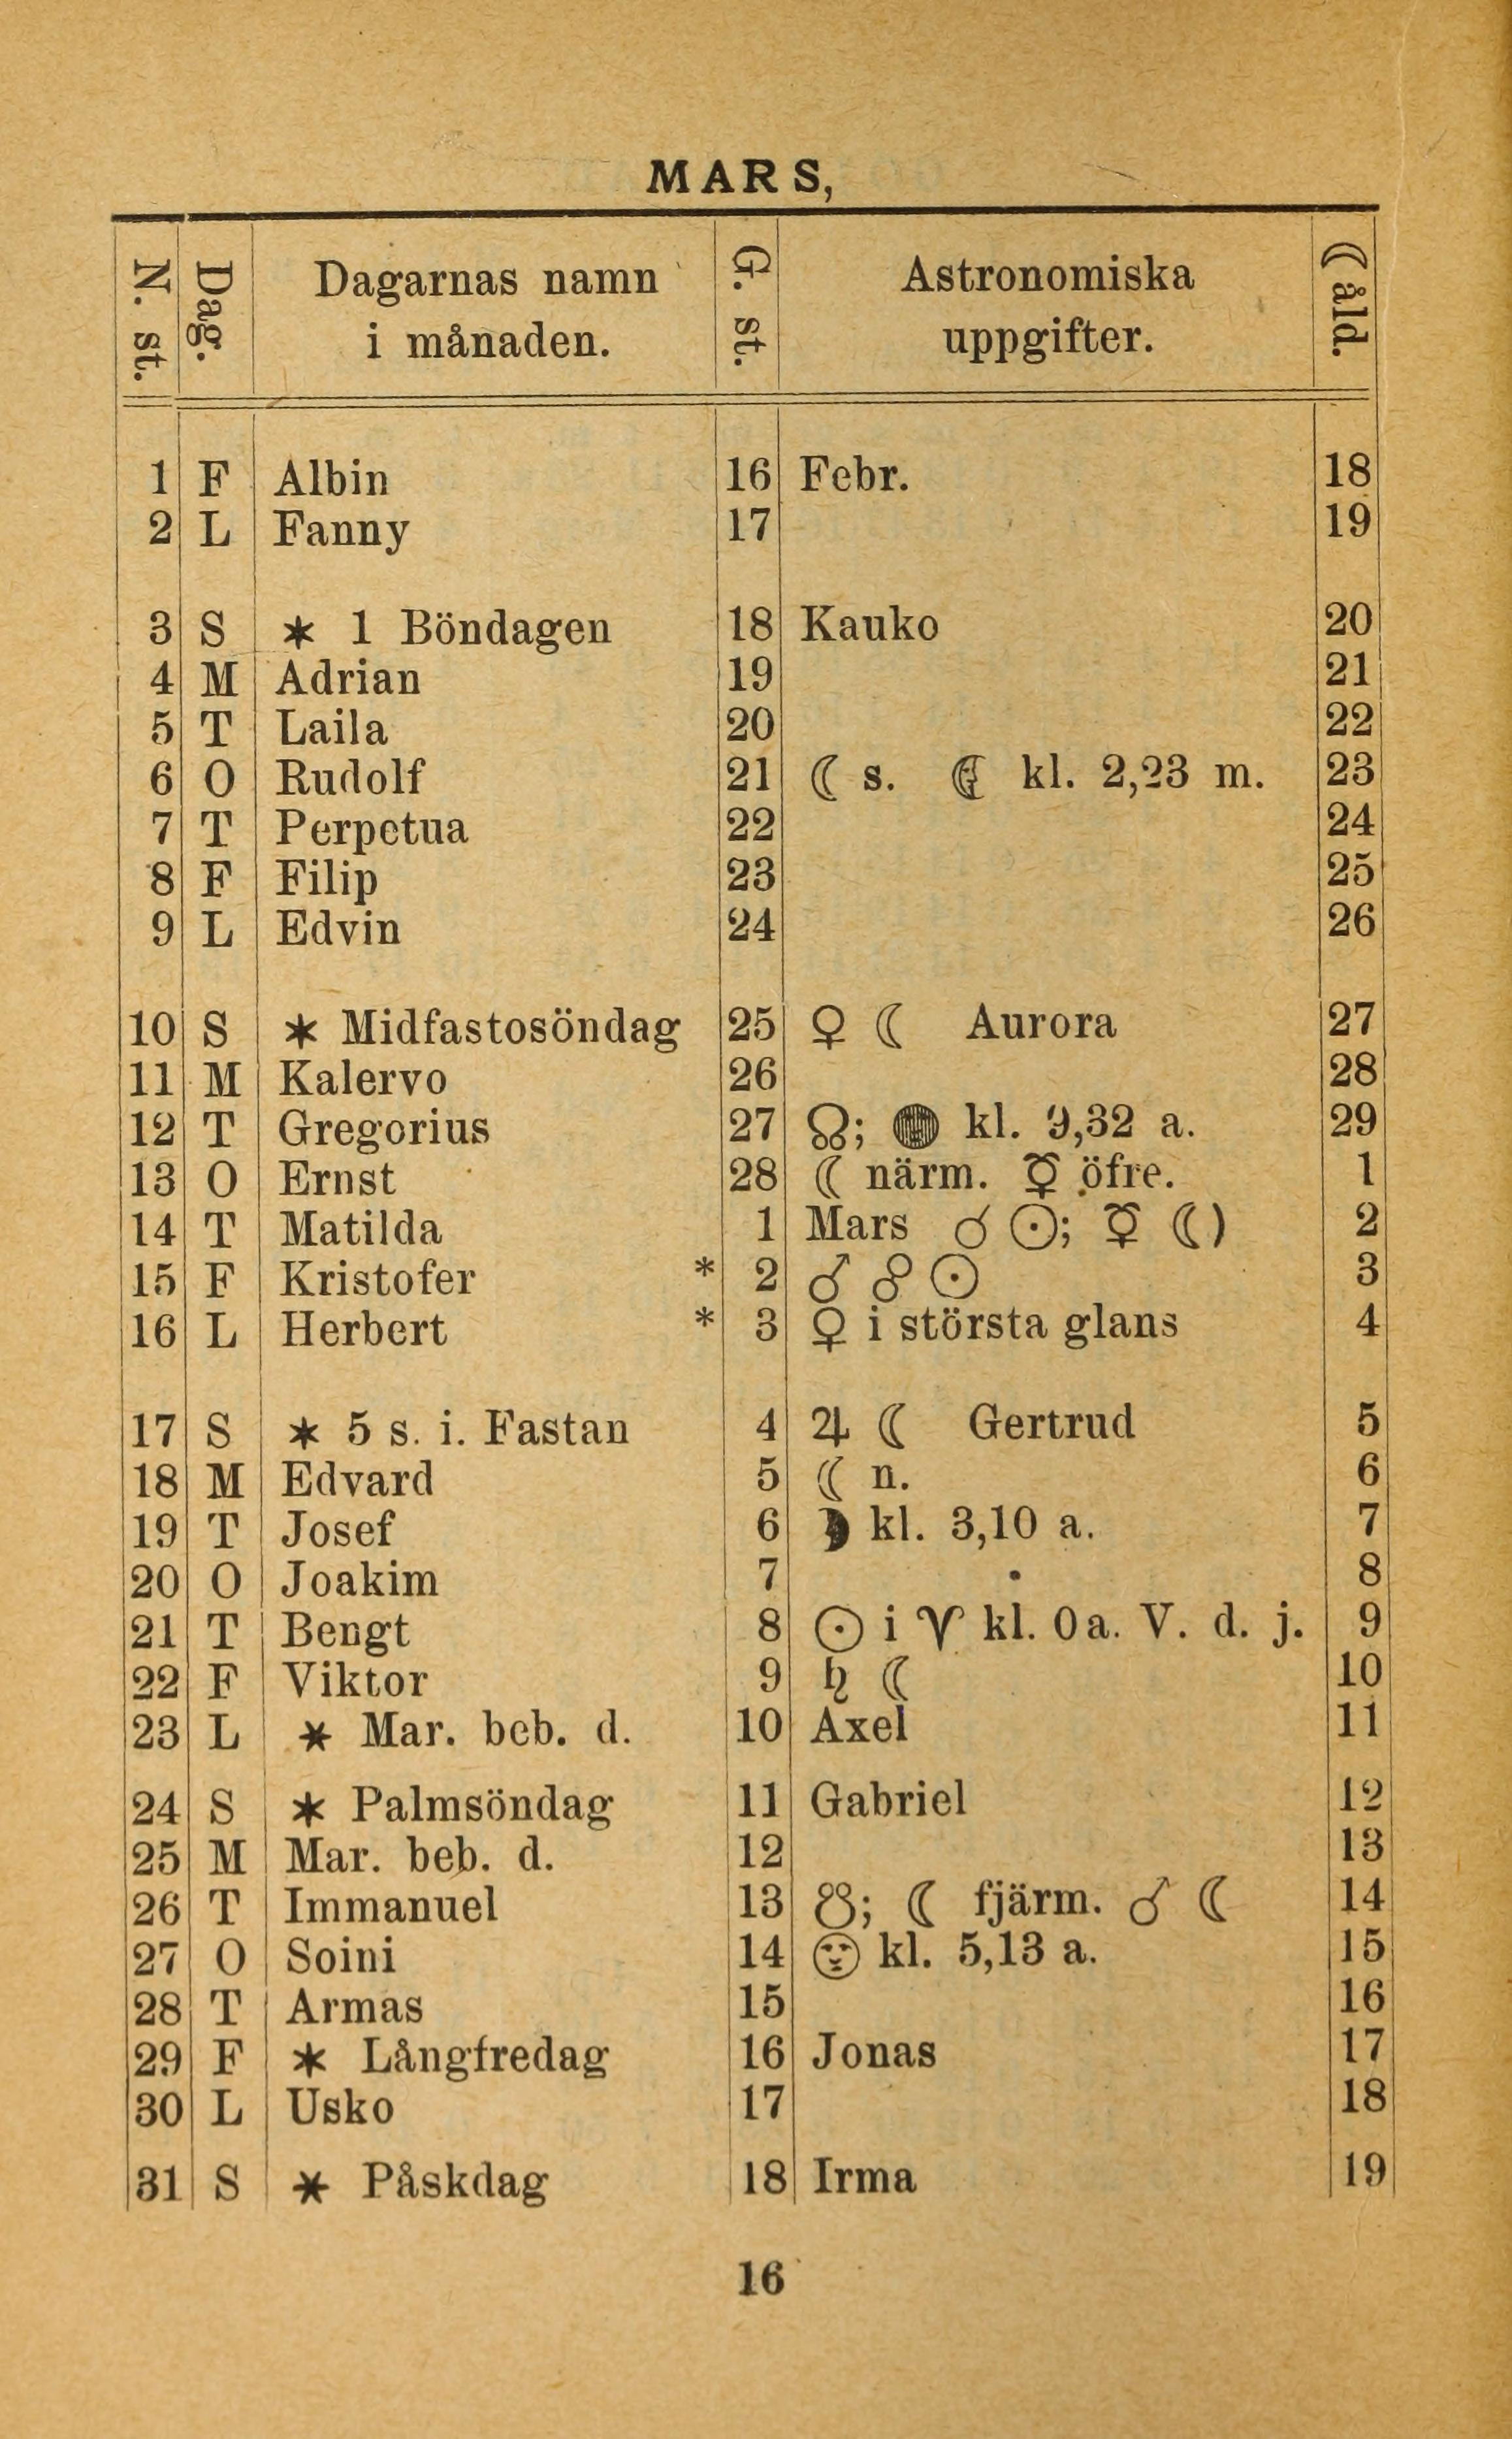 MARS,
N. st. Dag. Dagarnas namn i månaden. G. st. Astronomiska uppgifter. ☾ åld.
1 F Albin 16 Febr. 18
2 L Fanny 17 19
3 S * 1 Böndagen 18 Kauko 20
4 M Adrian 19 21
5 T Laila 20 22
6 O Rudolf 21 ☾ s. ☾ kl. 2,23 m. 23
7 T Perpetua 22 24
8 F Filip 23 25
9 L Edvin 24 26
10 S * Midfastosöndag 25 ♀ ☾ Aurora 27
11 M Kalervo 26 28
12 T Gregorius 27 ☊; ● kl. 9,32 a. 29
13 O Ernst 28 ☾ närm. ☿ öfre. 1
14 T Matilda 1 Mars ☌ ☉; ☿ ☾) 2
15 F Kristofer * 2 ♂ ☍ ☉ 3
16 L Herbert * 3 ♀ i största glans 4
17 S * 5 s. i. Fastan 4 ♃ ☾ Gertrud 5
18 M Edvard 5 ☾ n. 6
19 T Josef 6 ☽ kl. 3,10 a. 7
20 O Joakim 7 8
21 T Bengt 8 ☉ i ♈ kl. 0 a. V. d. j. 9
22 F Viktor 9 ♄ ☾ 10
23 L * Mar. beb. d. 10 Axel 11
24 S * Palmsöndag 11 Gabriel 12
25 M Mar. beb. d. 12 13
26 T Immanuel 13 ☋; ☾ fjärm. ♂ ☾ 14
27 O Soini 14 ☺ kl. 5,13 a. 15
28 T Armas 15 16
29 F * Långfredag 16 Jonas 17
30 L Usko 17 18
31 S * Påskdag 18 Irma 19
16